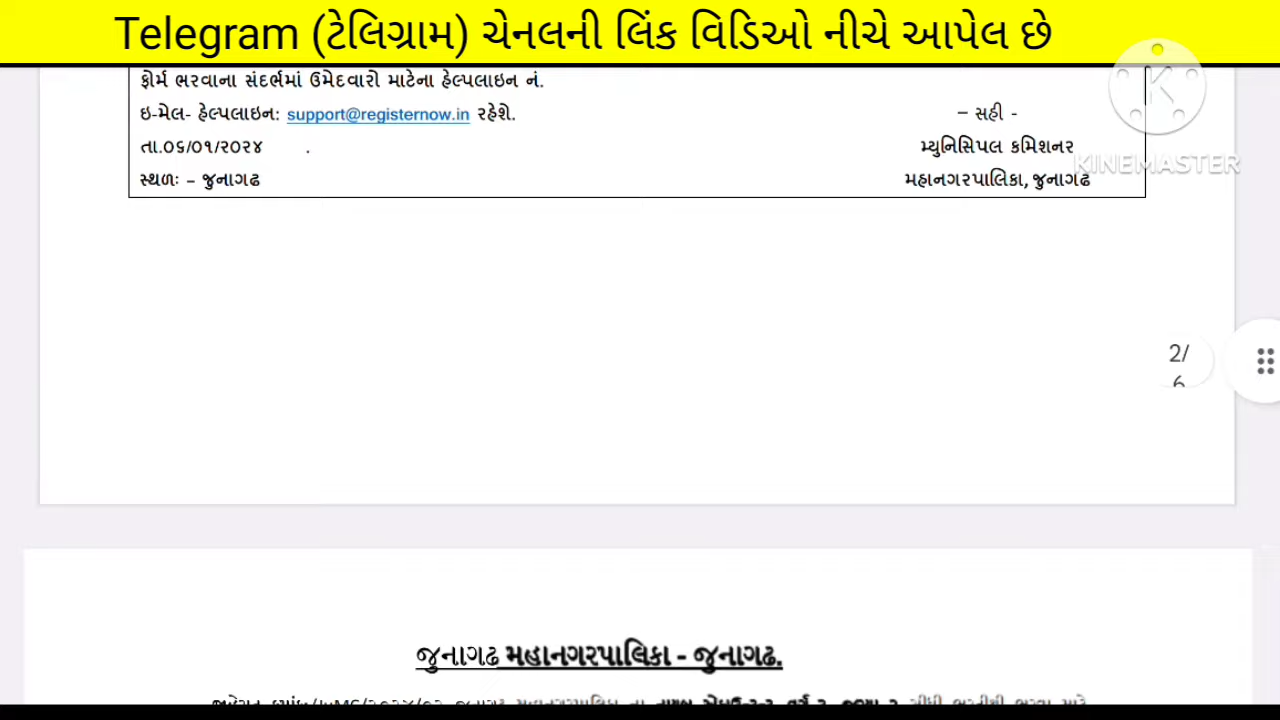 Telegram (ટેલિગ્રામ) ચેનલની લિંક વિડિઓ નીચે આપેલ છે
ફોર્મ ભરવાના સંદર્ભમાં ઉમેદવારો માટેના હેલ્પલાઇન નં.
ઇ-મેલ- હેલ્પલાઇન: support@registernow.in રહેશે.
– સહી -
તા.૦૬/૦૧/૨૦૨૪ .
મ્યુનિસિપલ કમિશનર
સ્થળઃ – જુનાગઢ
મહાનગરપાલિકા, જુનાગઢ
KINEMASTER
2/
6
જુનાગઢ મહાનગરપાલિકા - જુનાગઢ.